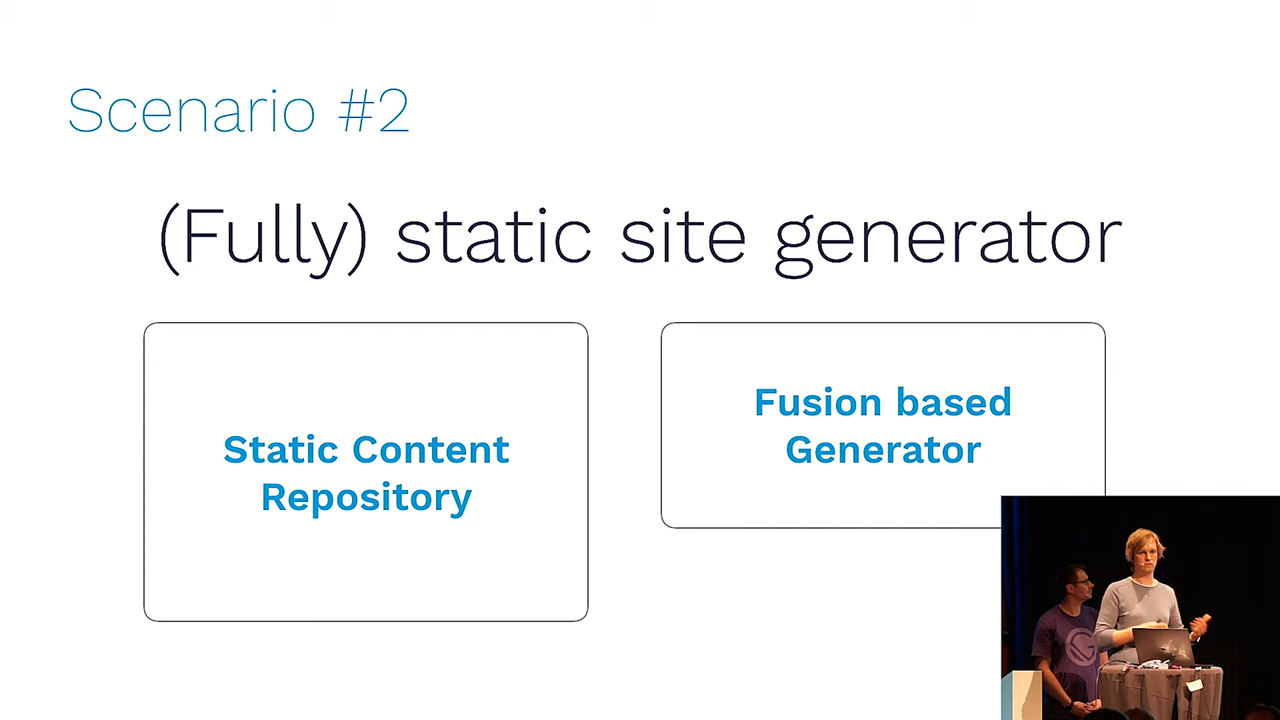 Scenario #2
(Fully) static site generator
Static Content
Repository
Fusion based
Generator